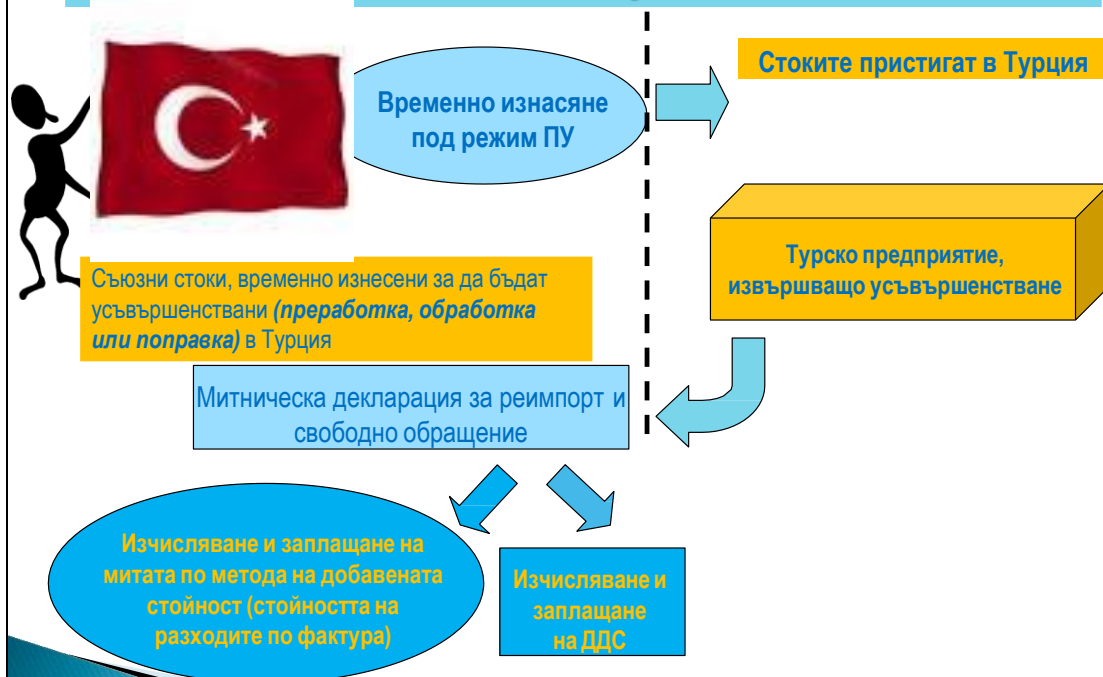 Временно изнасяне
под режим ПУ
Стоките пристигат в Турция
Турско предприятие,
извършващо усъвършенстване
Съюзни стоки, временно изнесени за да бъдат
усъвършенствани (преработка, обработка
или поправка) в Турция
Митническа декларация за реимпорт и
свободно обращение
Изчисляване и заплащане на
митата по метода на добавената
стойност (стойността на
разходите по фактура)
Изчисляване и
заплащане
на ДДС